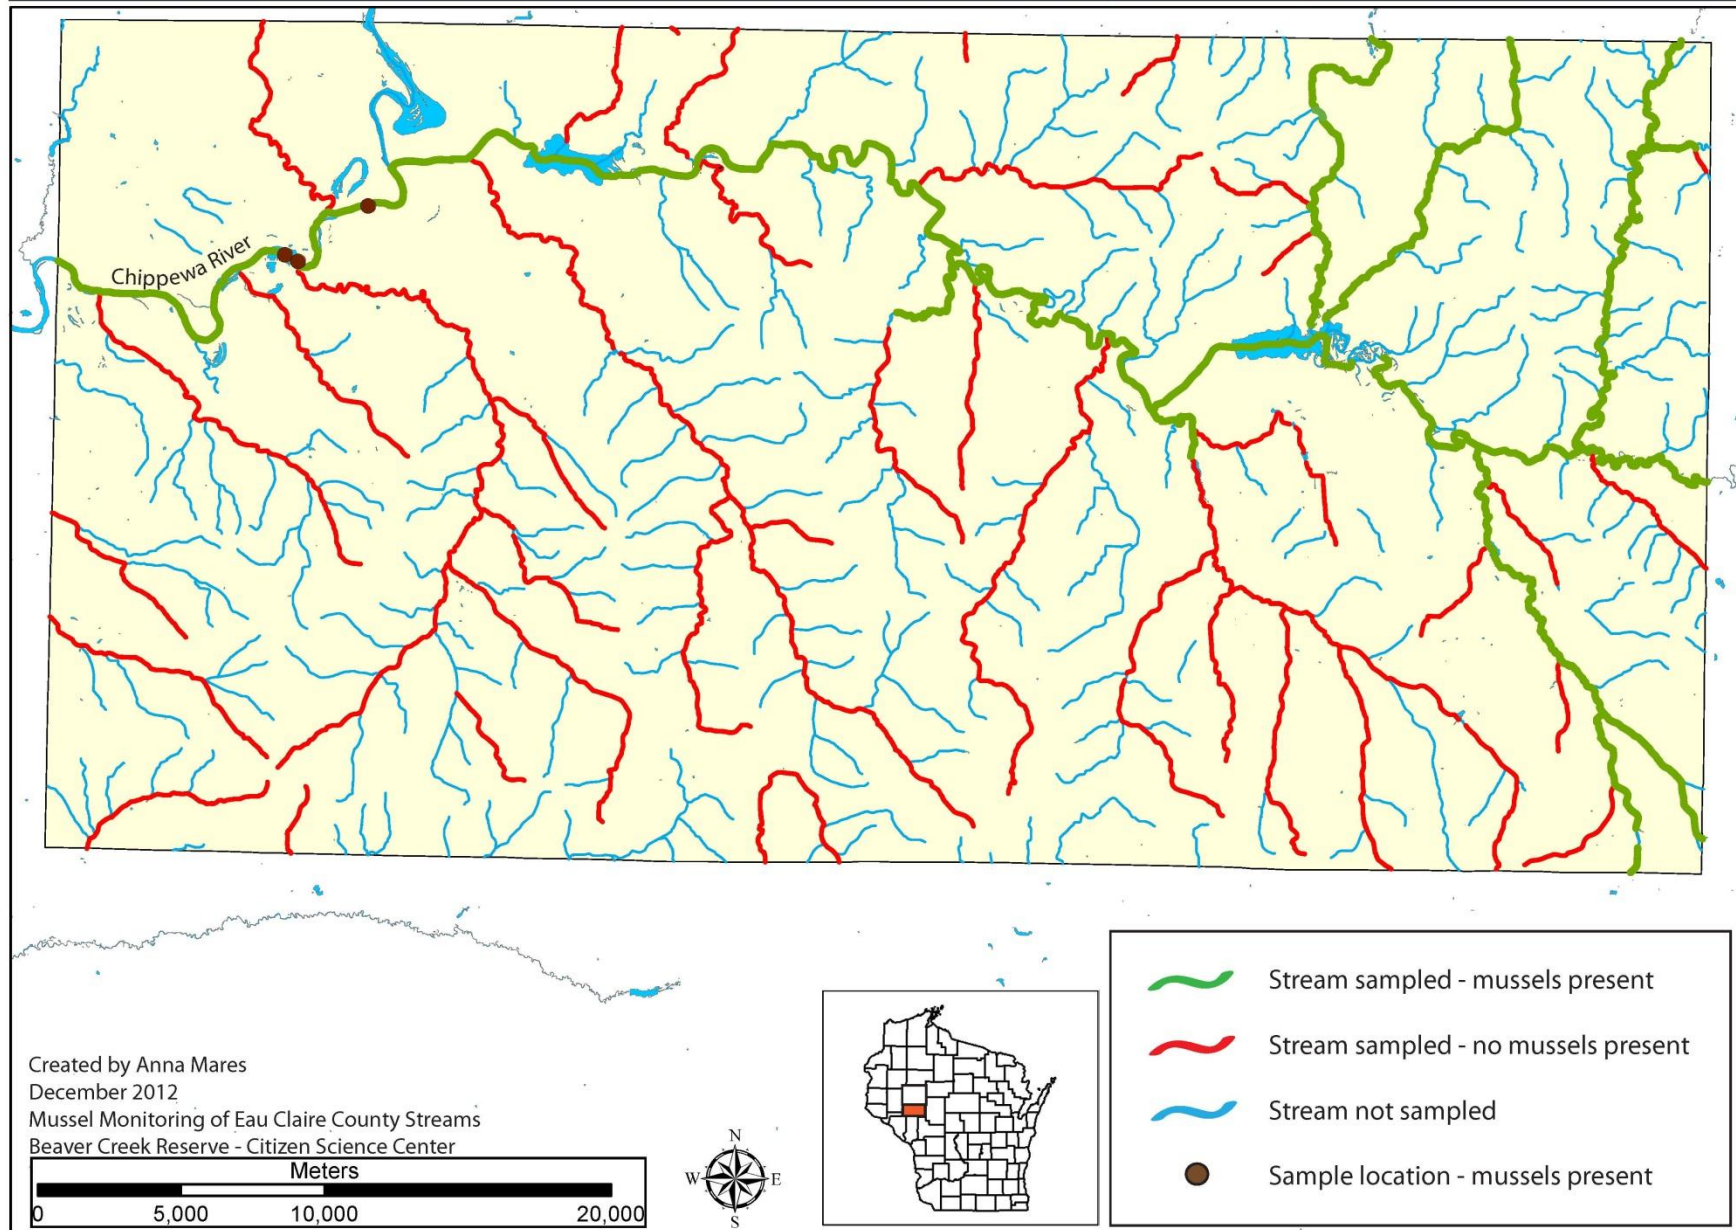 Chippewa River
Stream sampled - mussels present
Stream sampled - no mussels present
Stream not sampled
Sample location - mussels present
Created by Anna Mares
December 2012
Mussel Monitoring of Eau Claire County Streams
Beaver Creek Reserve - Citizen Science Center
Meters
0 5,000 10,000 20,000
N
W E
S